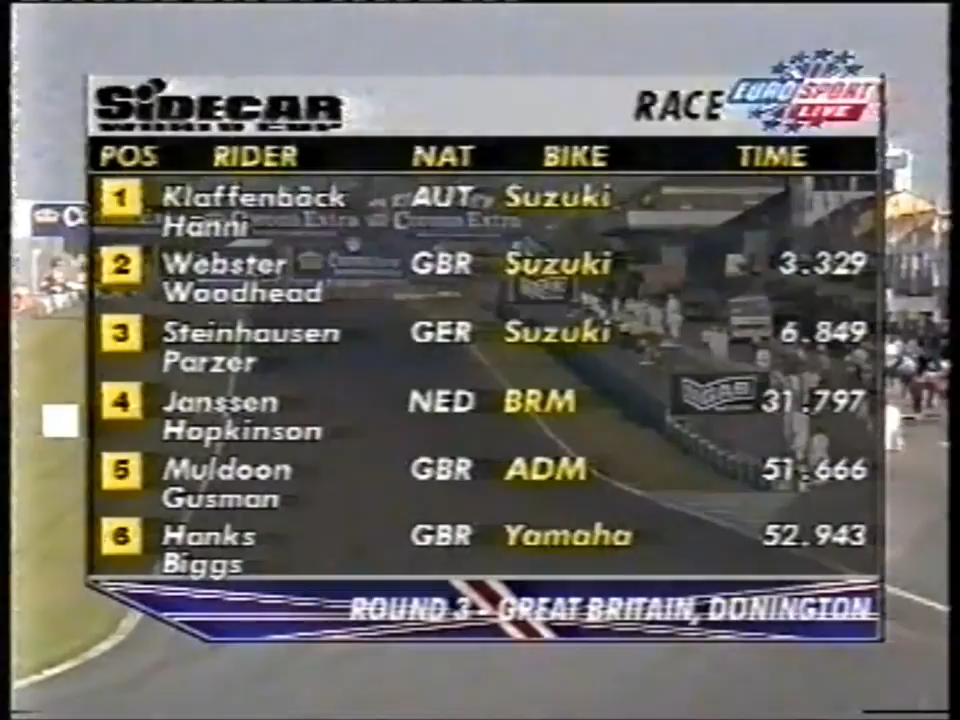 SiDECAR
WORLD CUP
RACE
EUROSPORT
LIVE
POS RIDER NAT BIKE TIME
1 Klaffenböck AUT Suzuki
Hänni
2 Webster GBR Suzuki 3.329
Woodhead
3 Steinhausen GER Suzuki 6.849
Parzer
4 Janssen NED BRM 31.797
Hopkinson
5 Muldoon GBR ADM 51.666
Gusman
6 Hanks GBR Yamaha 52.943
Biggs
ROUND 3 - GREAT BRITAIN, DONINGTON
Corona Extra